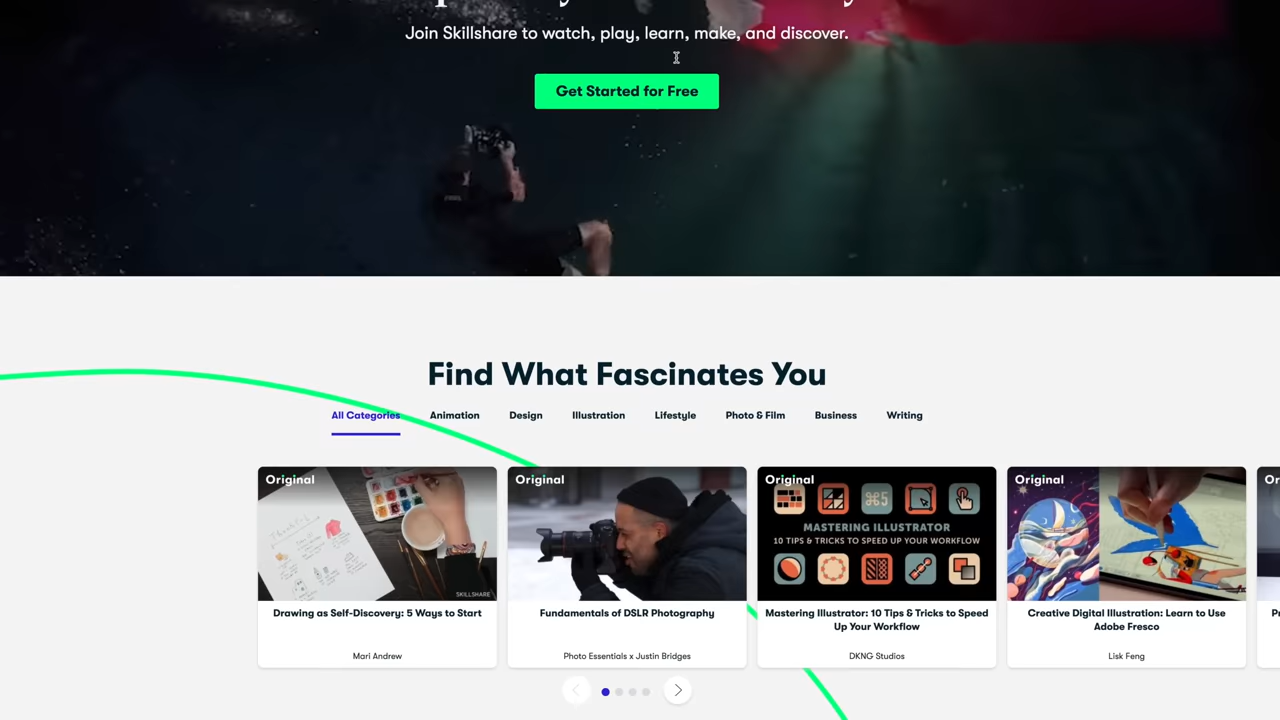 Join Skillshare to watch, play, learn, make, and discover.
Get Started for Free
Find What Fascinates You
All Categories
Animation
Design
Illustration
Lifestyle
Photo & Film
Business
Writing
Original
SKILLSHARE
Drawing as Self-Discovery: 5 Ways to Start
Mari Andrew
Original
Fundamentals of DSLR Photography
Photo Essentials x Justin Bridges
Original
⌘5
MASTERING ILLUSTRATOR
10 TIPS & TRICKS TO SPEED UP YOUR WORKFLOW
Mastering Illustrator: 10 Tips & Tricks to Speed
Up Your Workflow
DKNG Studios
Original
Creative Digital Illustration: Learn to Use
Adobe Fresco
Lisk Feng